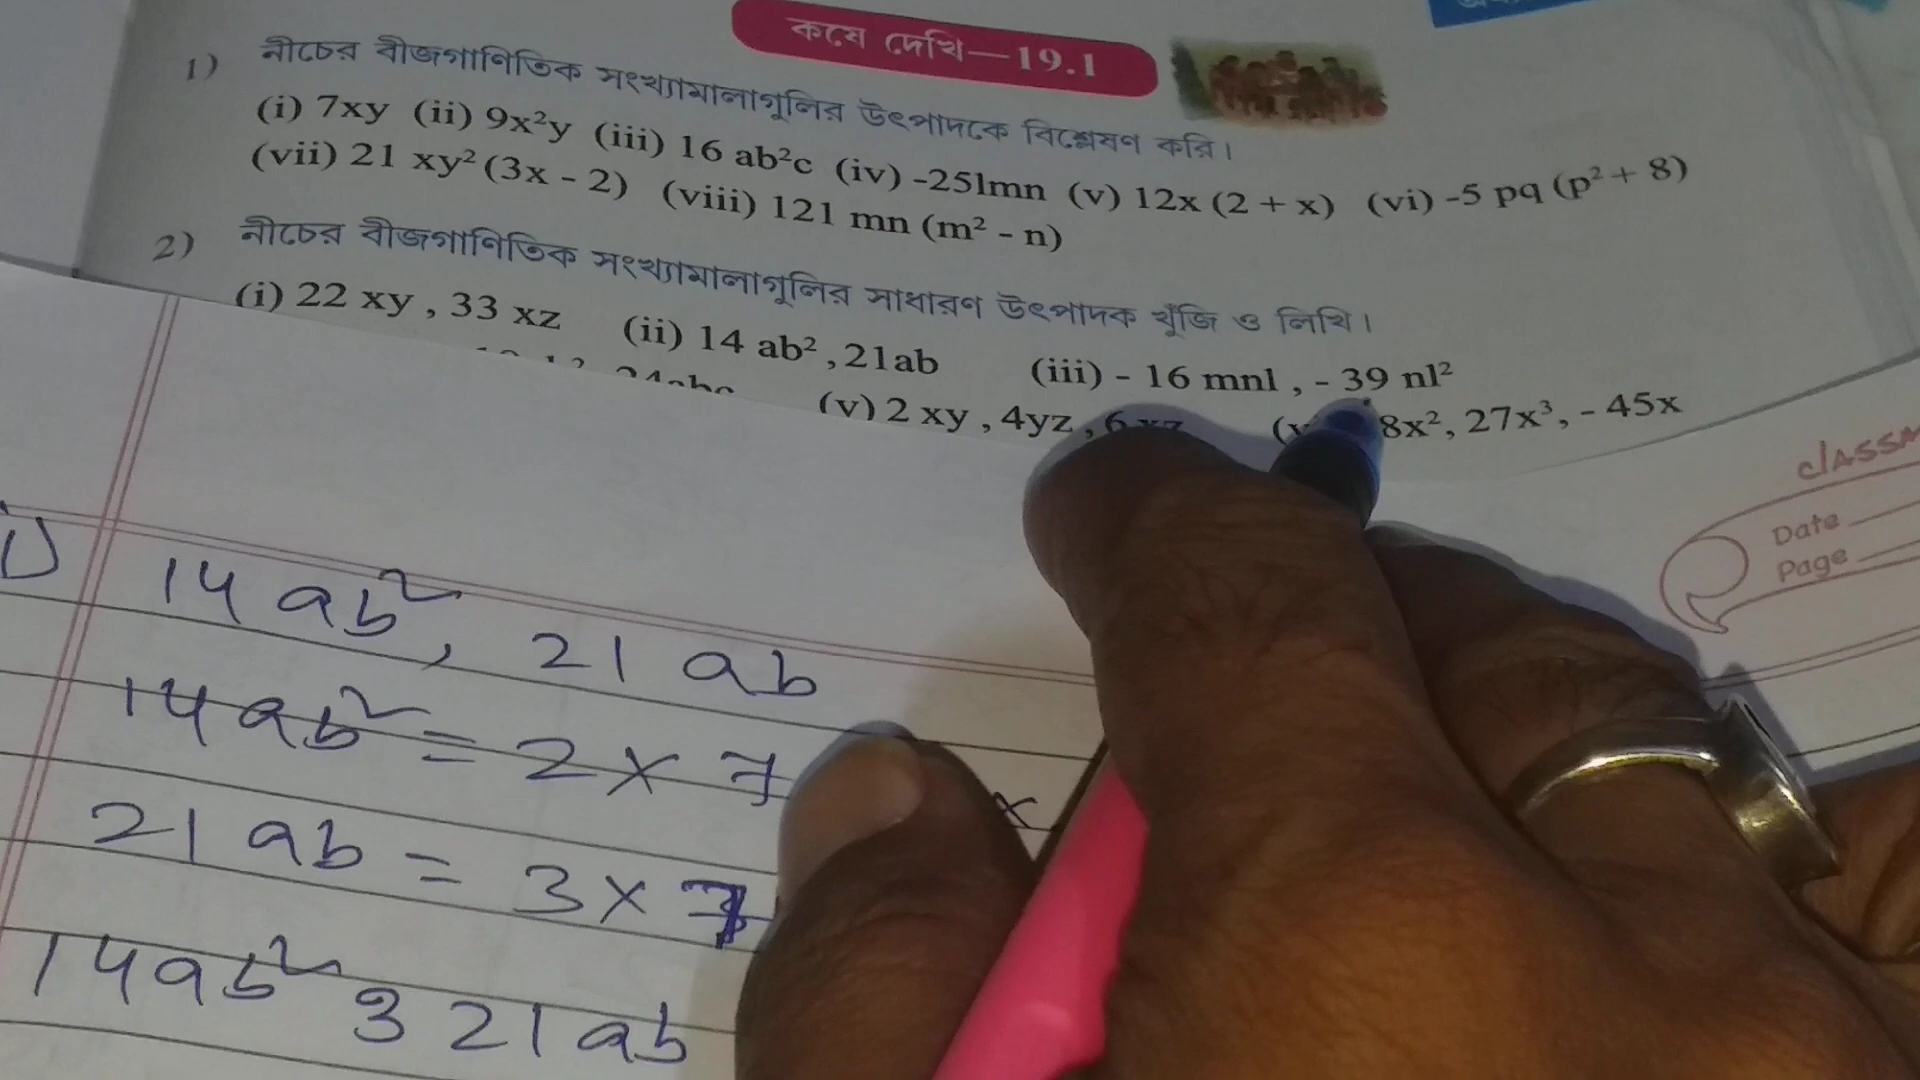 কষে দেখি—19.1
1) নীচের বীজগাণিতিক সংখ্যামালাগুলির উৎপাদকে বিশ্লেষণ করি।
(i) 7xy (ii) 9x²y (iii) 16 ab²c (iv) -25lmn (v) 12x (2 + x) (vi) -5 pq (p² + 8)
(vii) 21 xy² (3x - 2) (viii) 121 mn (m² - n)
2) নীচের বীজগাণিতিক সংখ্যামালাগুলির সাধারণ উৎপাদক খুঁজি ও লিখি।
(i) 22 xy , 33 xz (ii) 14 ab² , 21ab (iii) - 16 mnl , - 39 nl²
(v) 2 xy , 4yz , 8x², 27x³, - 45x
Date
Page
14 ab², 21 ab
14 ab² = 2 × 7 ×
21 ab = 3 × 7
14ab² ও 21 ab